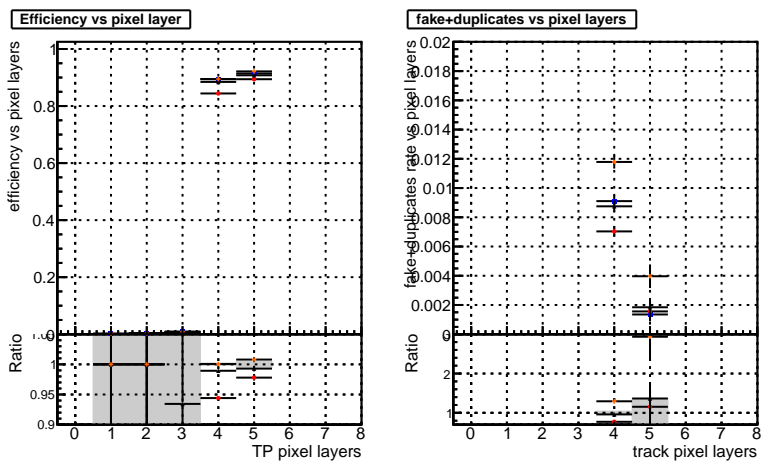 Efficiency vs pixel layer
efficiency vs pixel layers
1
0.8
0.6
0.4
0.2
0
Ratio
1
0.95
0.9
0 1 2 3 4 5 6 7 8
TP pixel layers
fake+duplicates vs pixel layers
fake+duplicates rate vs pixel layers
0.02
0.018
0.016
0.014
0.012
0.01
0.008
0.006
0.004
0.002
0
Ratio
2
1
0 1 2 3 4 5 6 7 8
track pixel layers